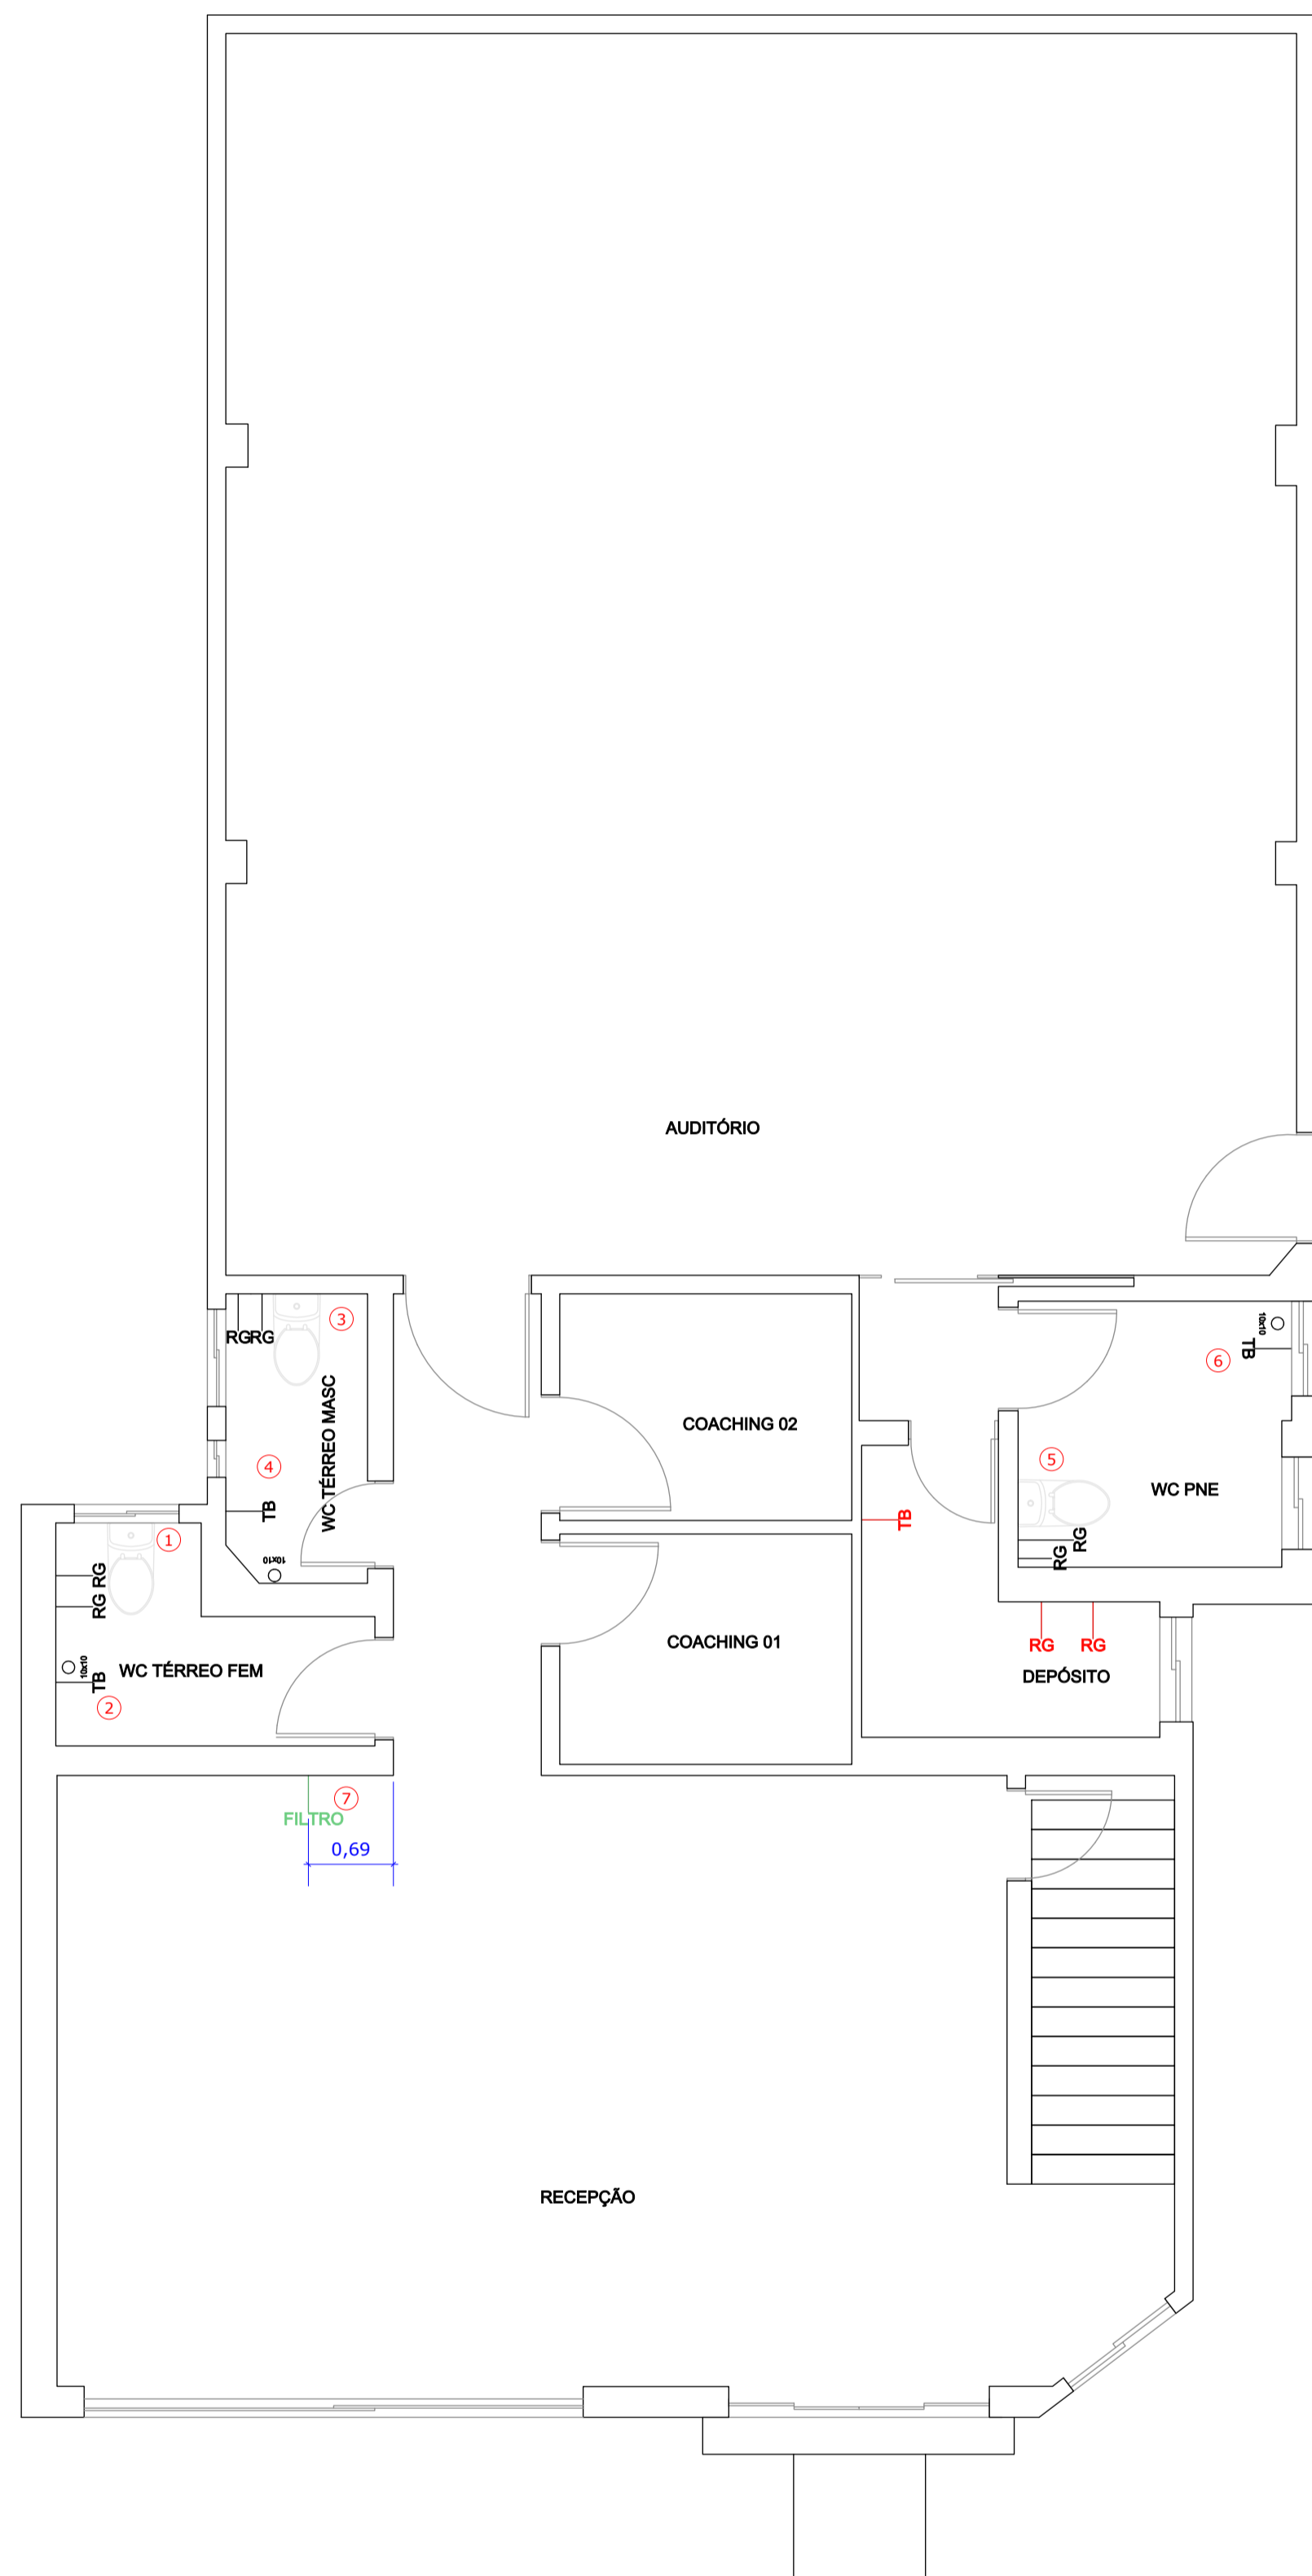 AUDITÓRIO
10x10
TB
6
3
RG
RG
WC TÉRREO MASC
COACHING 02
4
5
WC PNE
TB
TB
RG
RG
10x10
1
RG
RG
COACHING 01
RG
RG
DEPÓSITO
10x10
TB
WC TÉRREO FEM
2
7
FILTRO
0,69
RECEPÇÃO